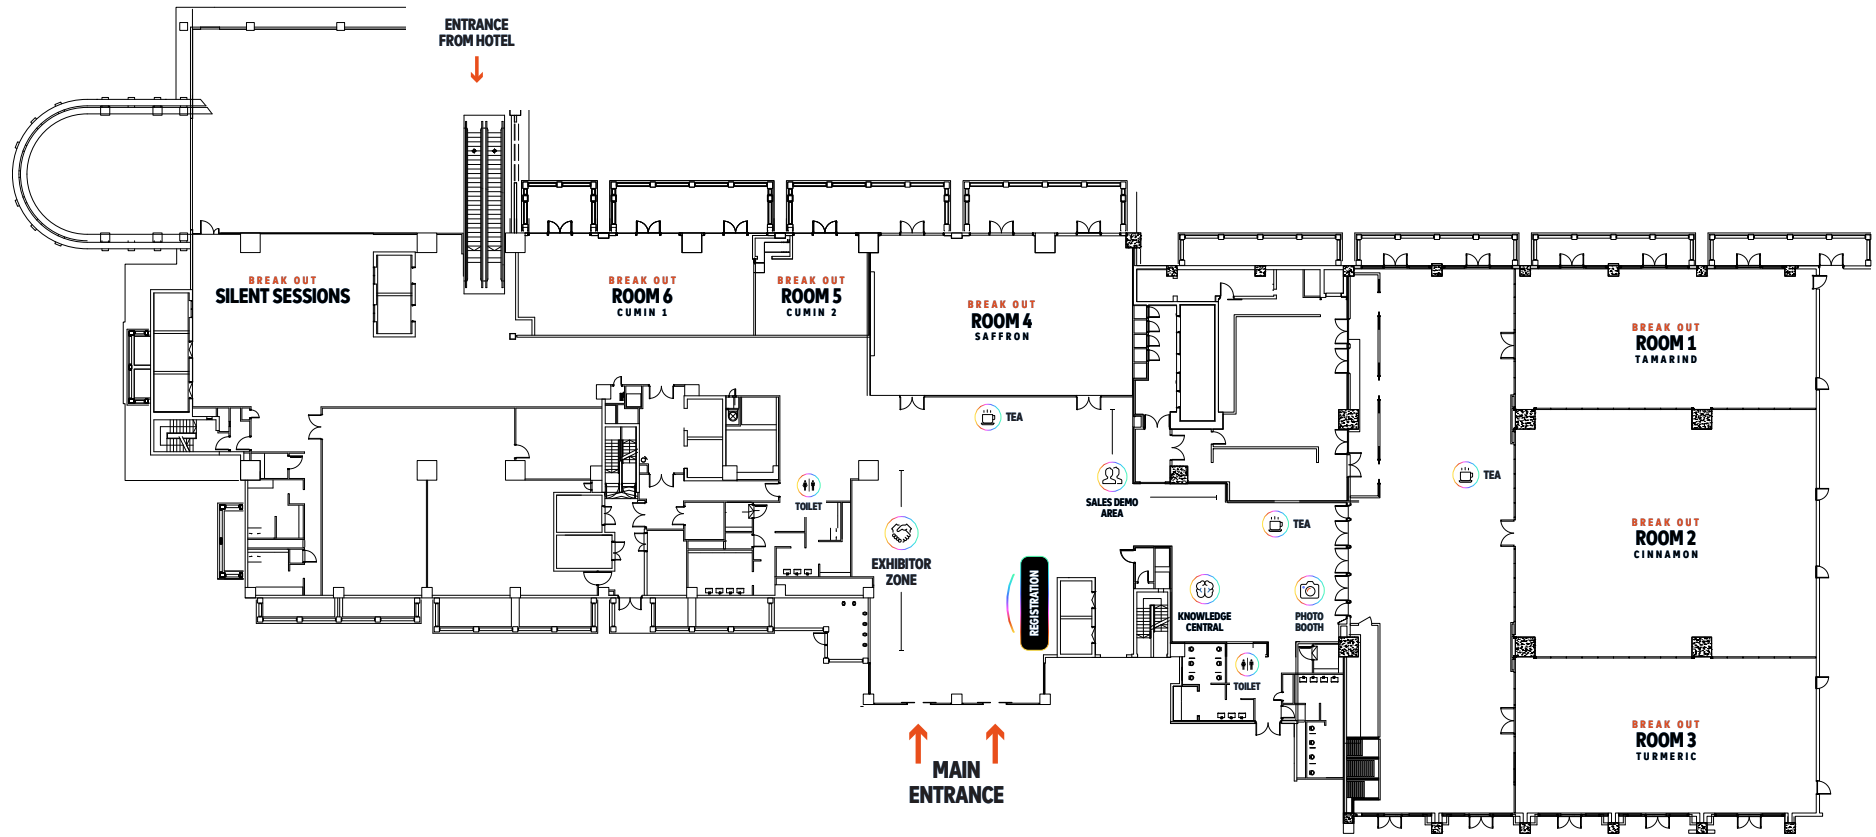 ENTRANCE
FROM HOTEL
BREAK OUT
SILENT SESSIONS
BREAK OUT
ROOM 6
CUMIN 1
BREAK OUT
ROOM 5
CUMIN 2
BREAK OUT
ROOM 4
SAFFRON
BREAK OUT
ROOM 1
TAMARIND
TEA
SALES DEMO
AREA
TEA
TEA
TOILET
EXHIBITOR
ZONE
REGISTRATION
KNOWLEDGE
CENTRAL
PHOTO
BOOTH
BREAK OUT
ROOM 2
CINNAMON
TOILET
BREAK OUT
ROOM 3
TURMERIC
MAIN
ENTRANCE